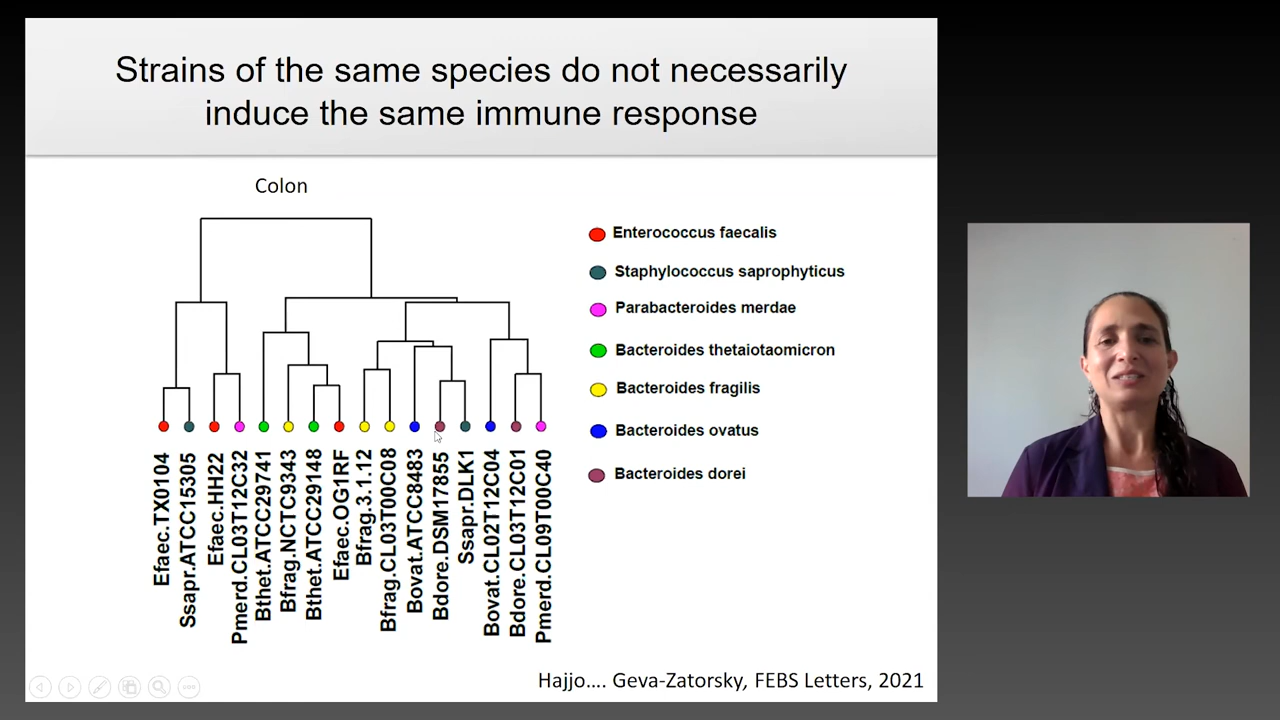 Strains of the same species do not necessarily
induce the same immune response
Colon
Enterococcus faecalis
Staphylococcus saprophyticus
Parabacteroides merdae
Bacteroides thetaiotaomicron
Bacteroides fragilis
Bacteroides ovatus
Bacteroides dorei
Efaec.TX0104
Ssapr.ATCC15305
Efaec.HH22
Pmerd.CL03T12C32
Bthet.ATCC29741
Bfrag.NCTC9343
Bthet.ATCC29148
Efaec.OG1RF
Bfrag.3.1.12
Bfrag.CL03T00C08
Bovat.ATCC8483
Bdore.DSM17855
Ssapr.DLK1
Bovat.CL02T12C04
Bdore.CL03T12C01
Pmerd.CL09T00C40
Hajjo.... Geva-Zatorsky, FEBS Letters, 2021